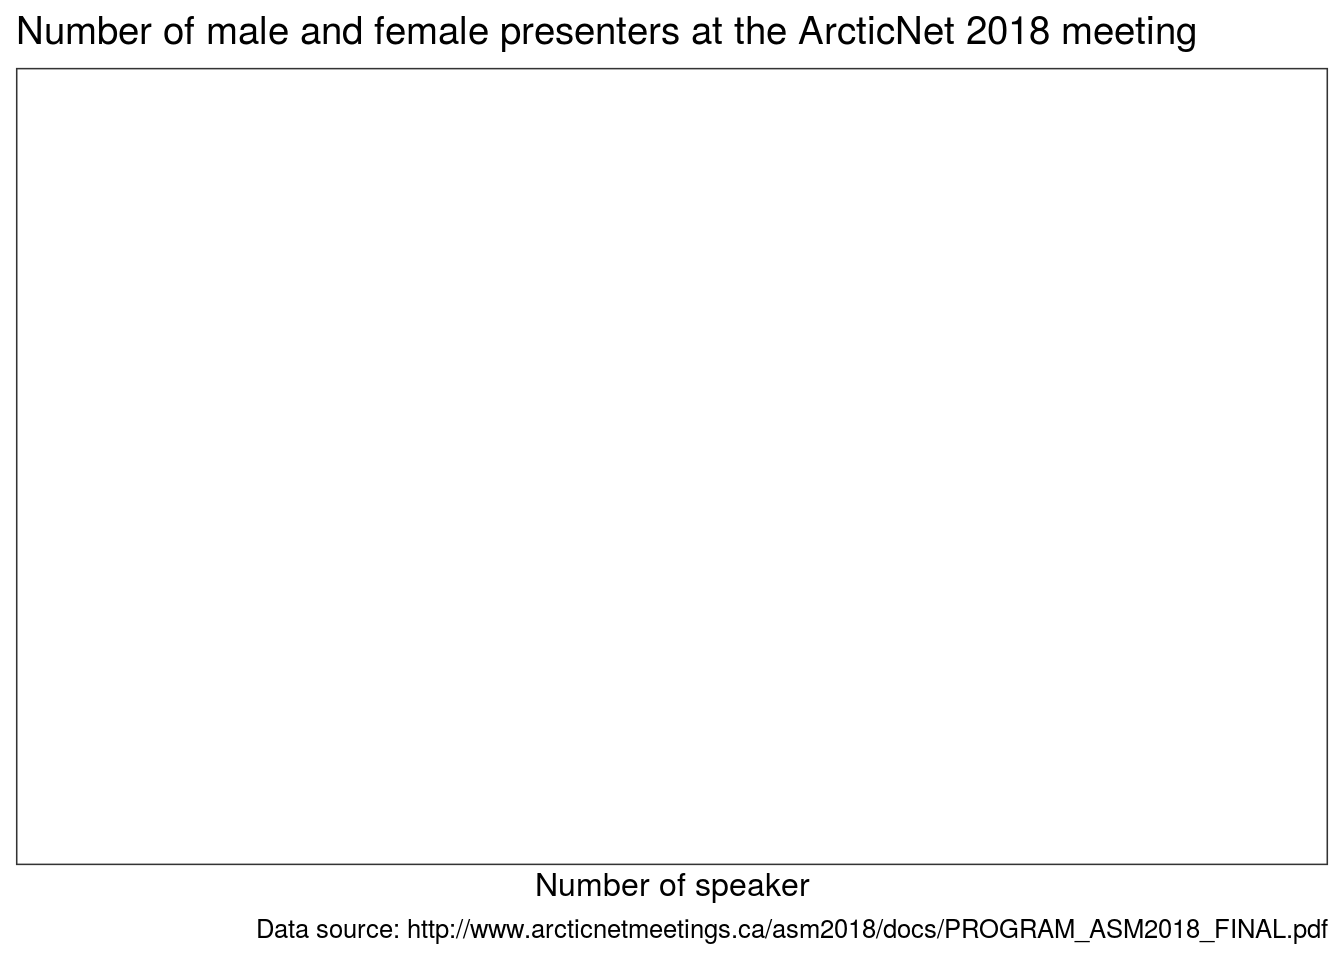 Number of male and female presenters at the ArcticNet 2018 meeting
Number of speaker
Data source: http://www.arcticnetmeetings.ca/asm2018/docs/PROGRAM_ASM2018_FINAL.pdf